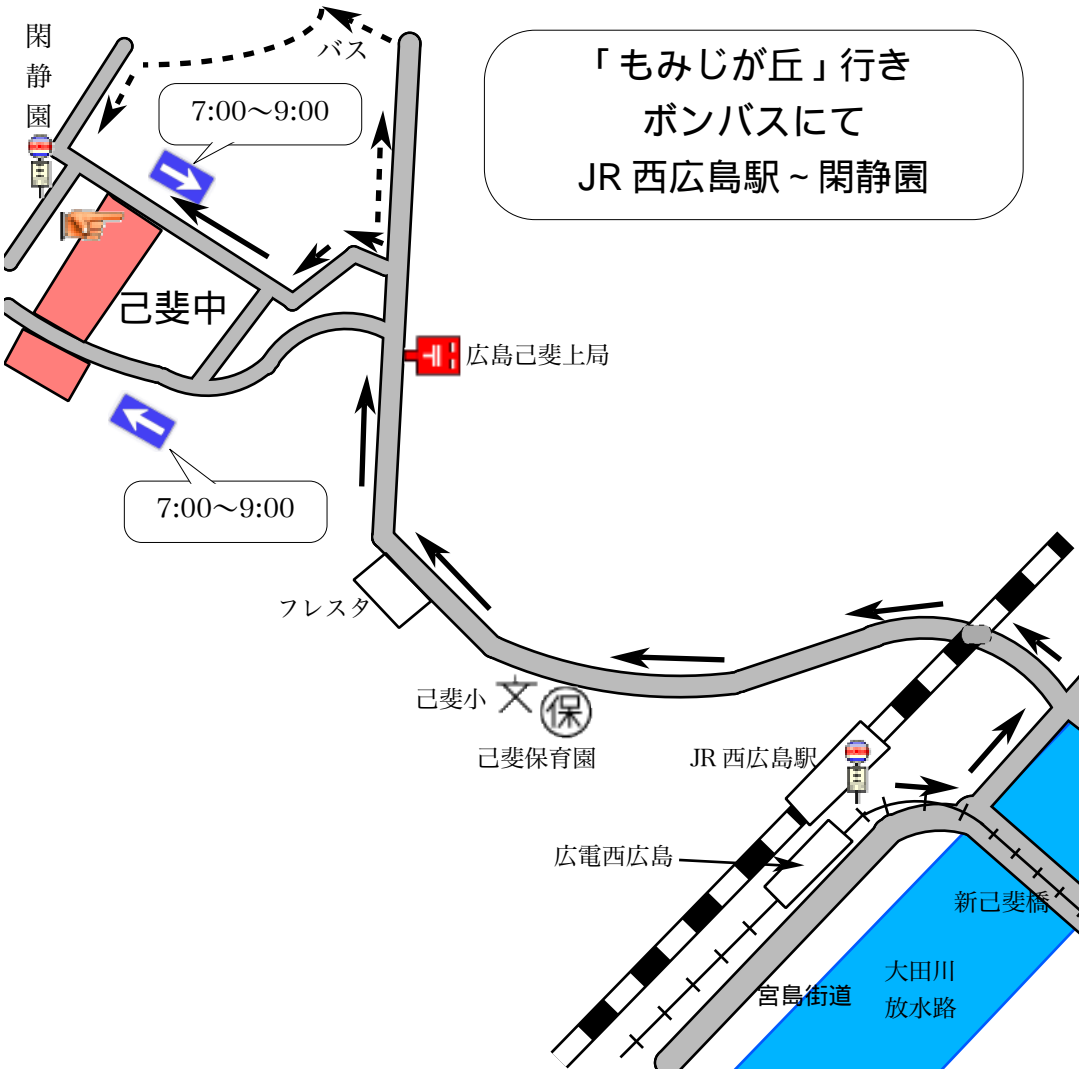 「もみじが丘」行き
ボンバスにて
JR 西広島駅 ~ 閑静園
閑静園
バス
7:00～9:00
己斐中
広島己斐上局
7:00～9:00
フレスタ
己斐小
文
保
己斐保育園
JR 西広島駅
広電西広島
新己斐橋
大田川
放水路
宮島街道